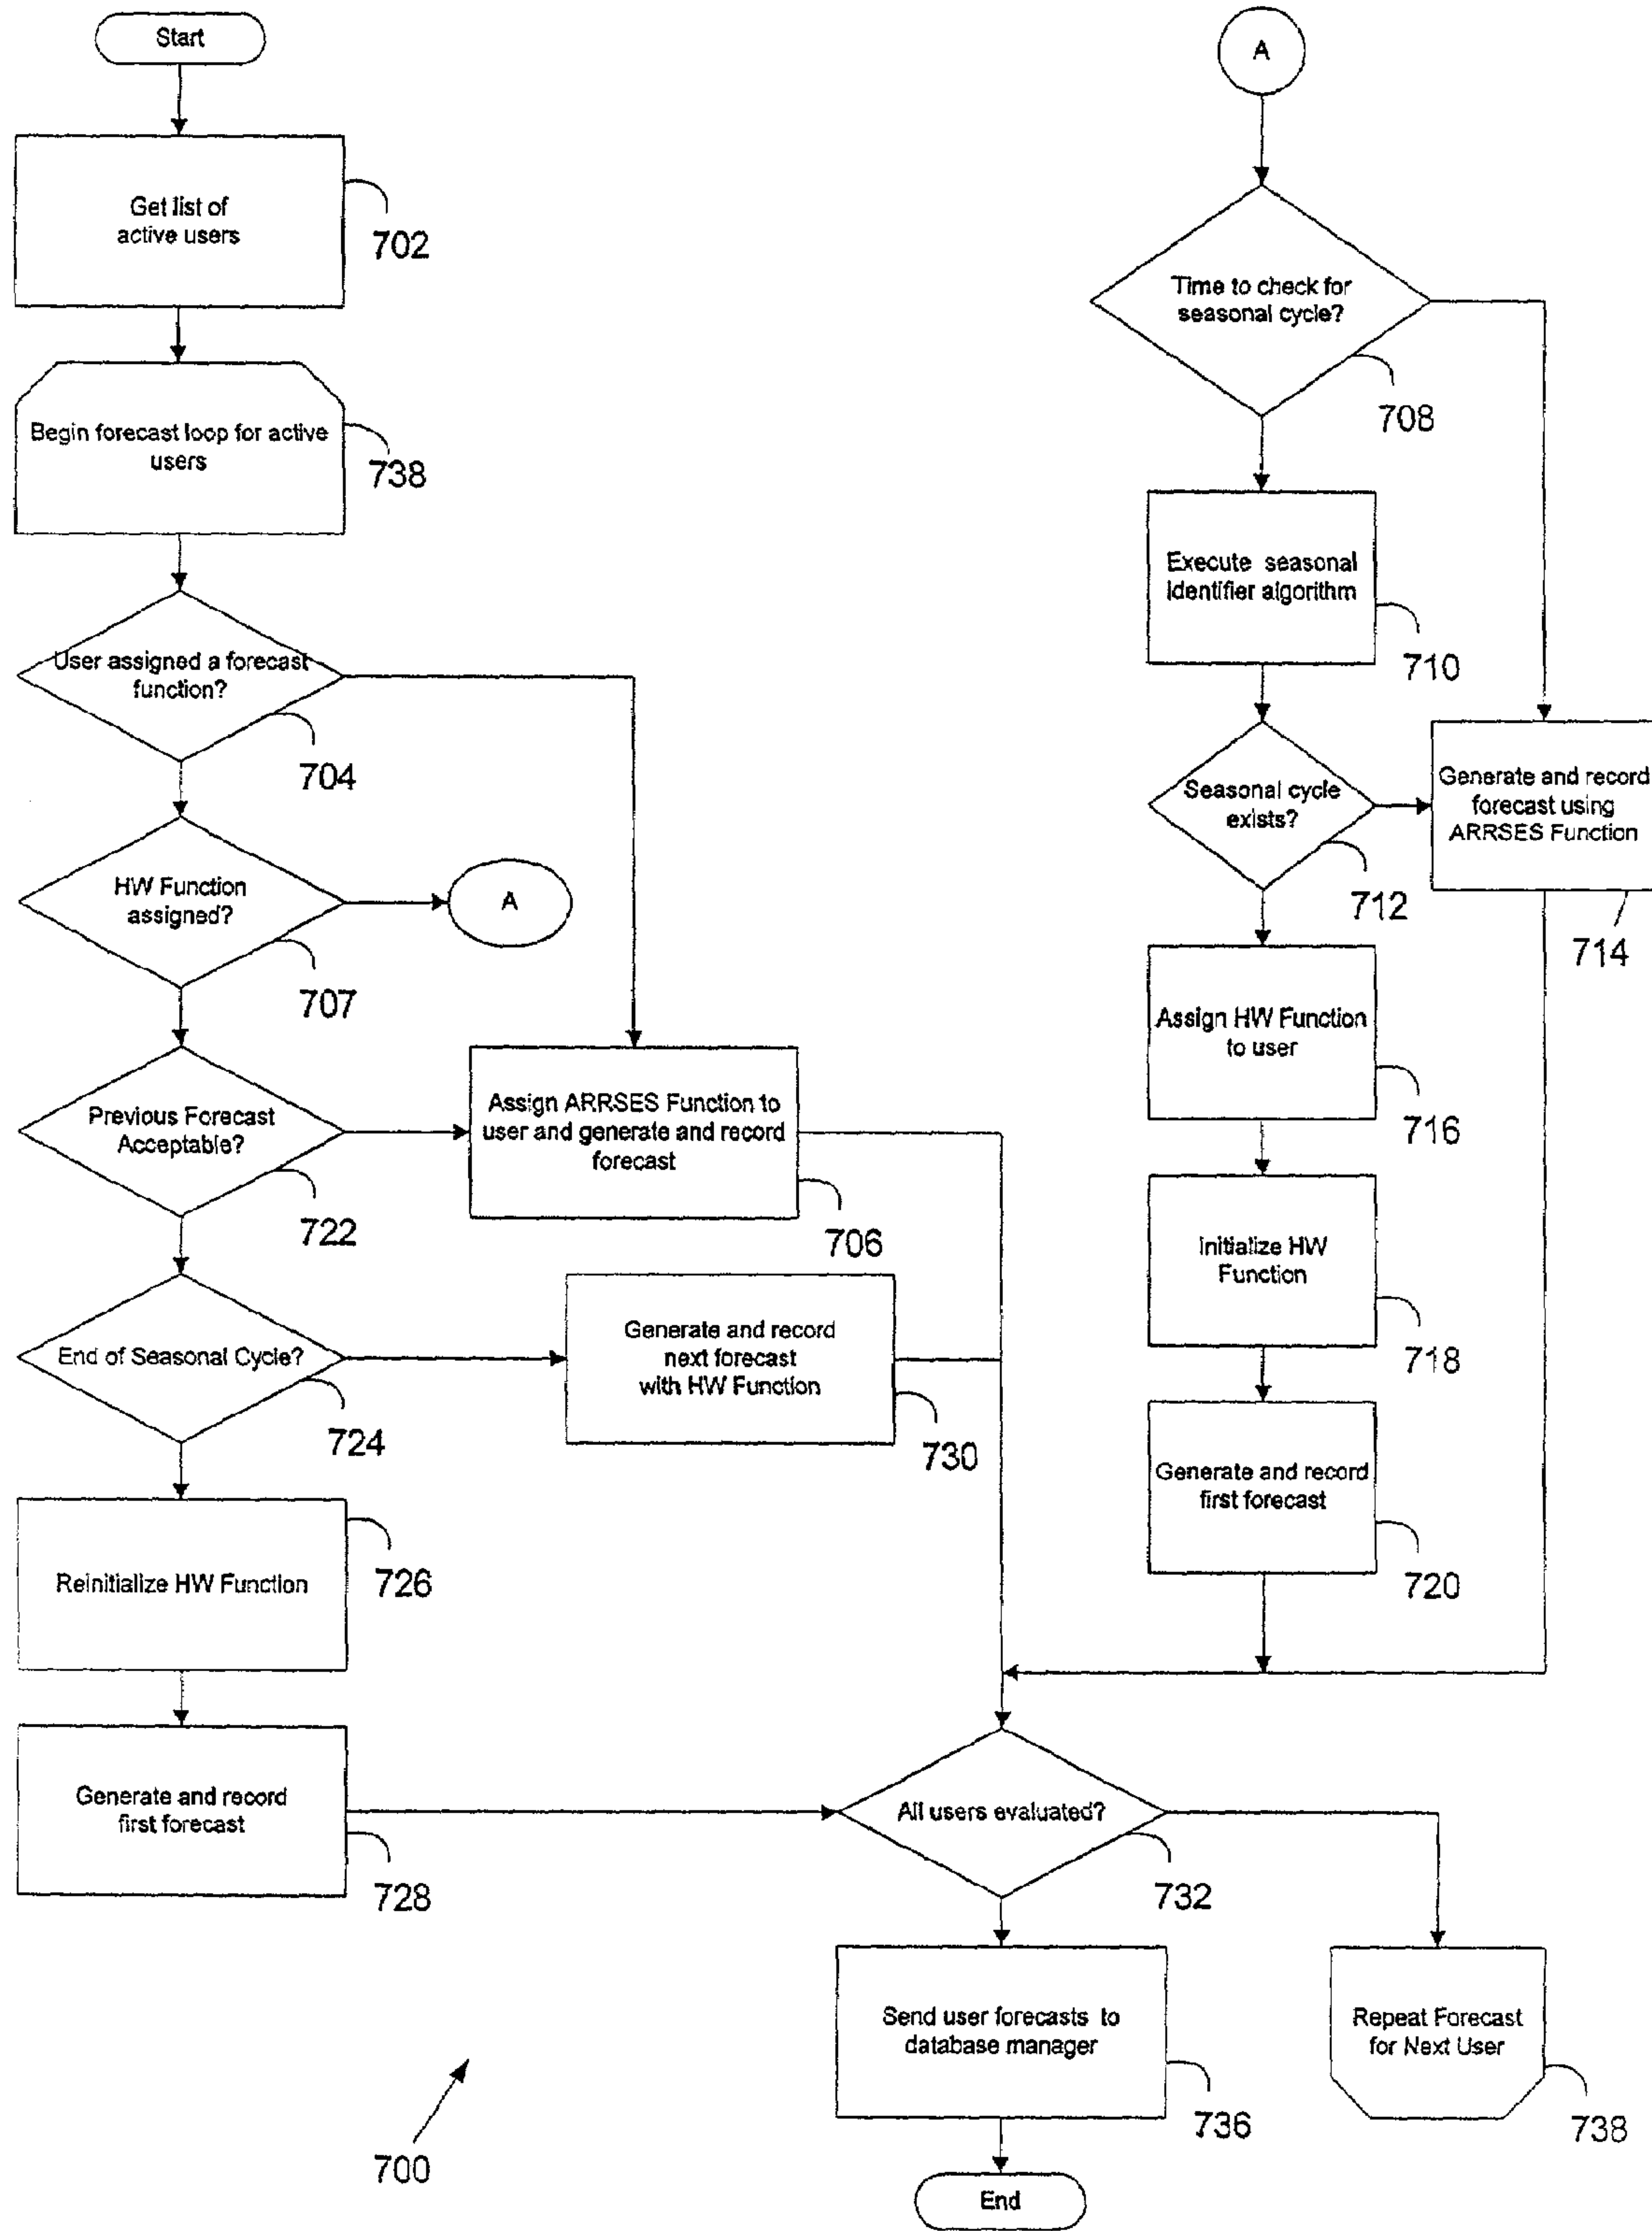 Start
Get list of
active users
702
Begin forecast loop for active
users
738
User assigned a forecast
function?
704
HW Function
assigned?
707
A
Previous Forecast
Acceptable?
722
Assign ARRSES Function to
user and generate and record
forecast
706
End of Seasonal Cycle?
724
Generate and record
next forecast
with HW Function
730
Reinitialize HW Function
726
Generate and record
first forecast
728
A
Time to check for
seasonal cycle?
708
Execute seasonal
identifier algorithm
710
Seasonal cycle
exists?
712
Generate and record
forecast using
ARRSES Function
714
Assign HW Function
to user
716
Initialize HW
Function
718
Generate and record
first forecast
720
All users evaluated?
732
Send user forecasts to
database manager
736
Repeat Forecast
for Next User
738
End
700